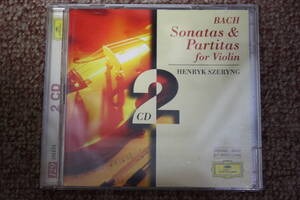 BACH
Sonatas &
Partitas
for Violin
HENRYK SZERYNG
2
CD
2 CD